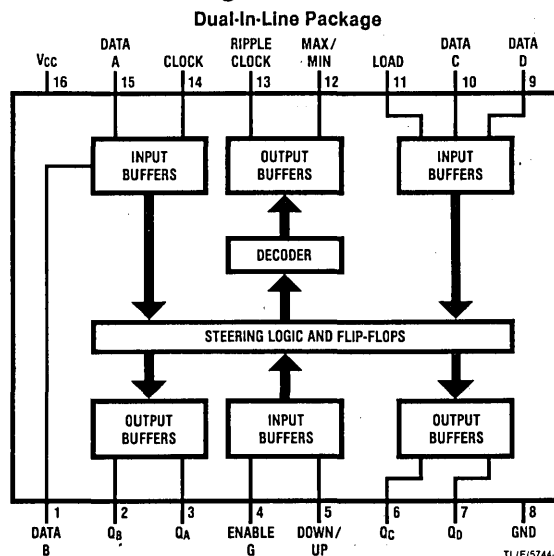 Dual-In-Line Package
DATA RIPPLE MAX/ DATA DATA
VCC A CLOCK CLOCK MIN LOAD C D
16 15 14 13 12 11 10 9
INPUT BUFFERS
OUTPUT BUFFERS
INPUT BUFFERS
DECODER
STEERING LOGIC AND FLIP-FLOPS
OUTPUT BUFFERS
INPUT BUFFERS
OUTPUT BUFFERS
1 2 3 4 5 6 7 8
DATA QB QA ENABLE DOWN/ QC QD GND
B G UP
TL/F/5744